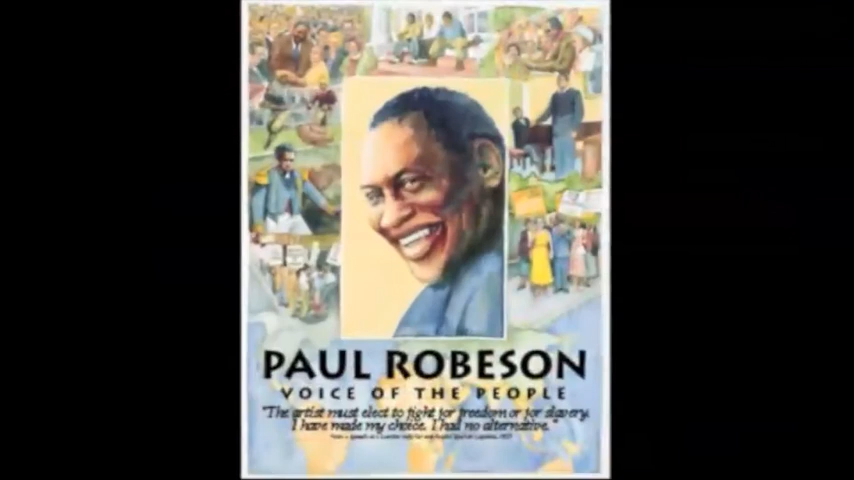 PAUL ROBESON
VOICE OF THE PEOPLE
"The artist must elect to fight for freedom or for slavery.
I have made my choice. I had no alternative."